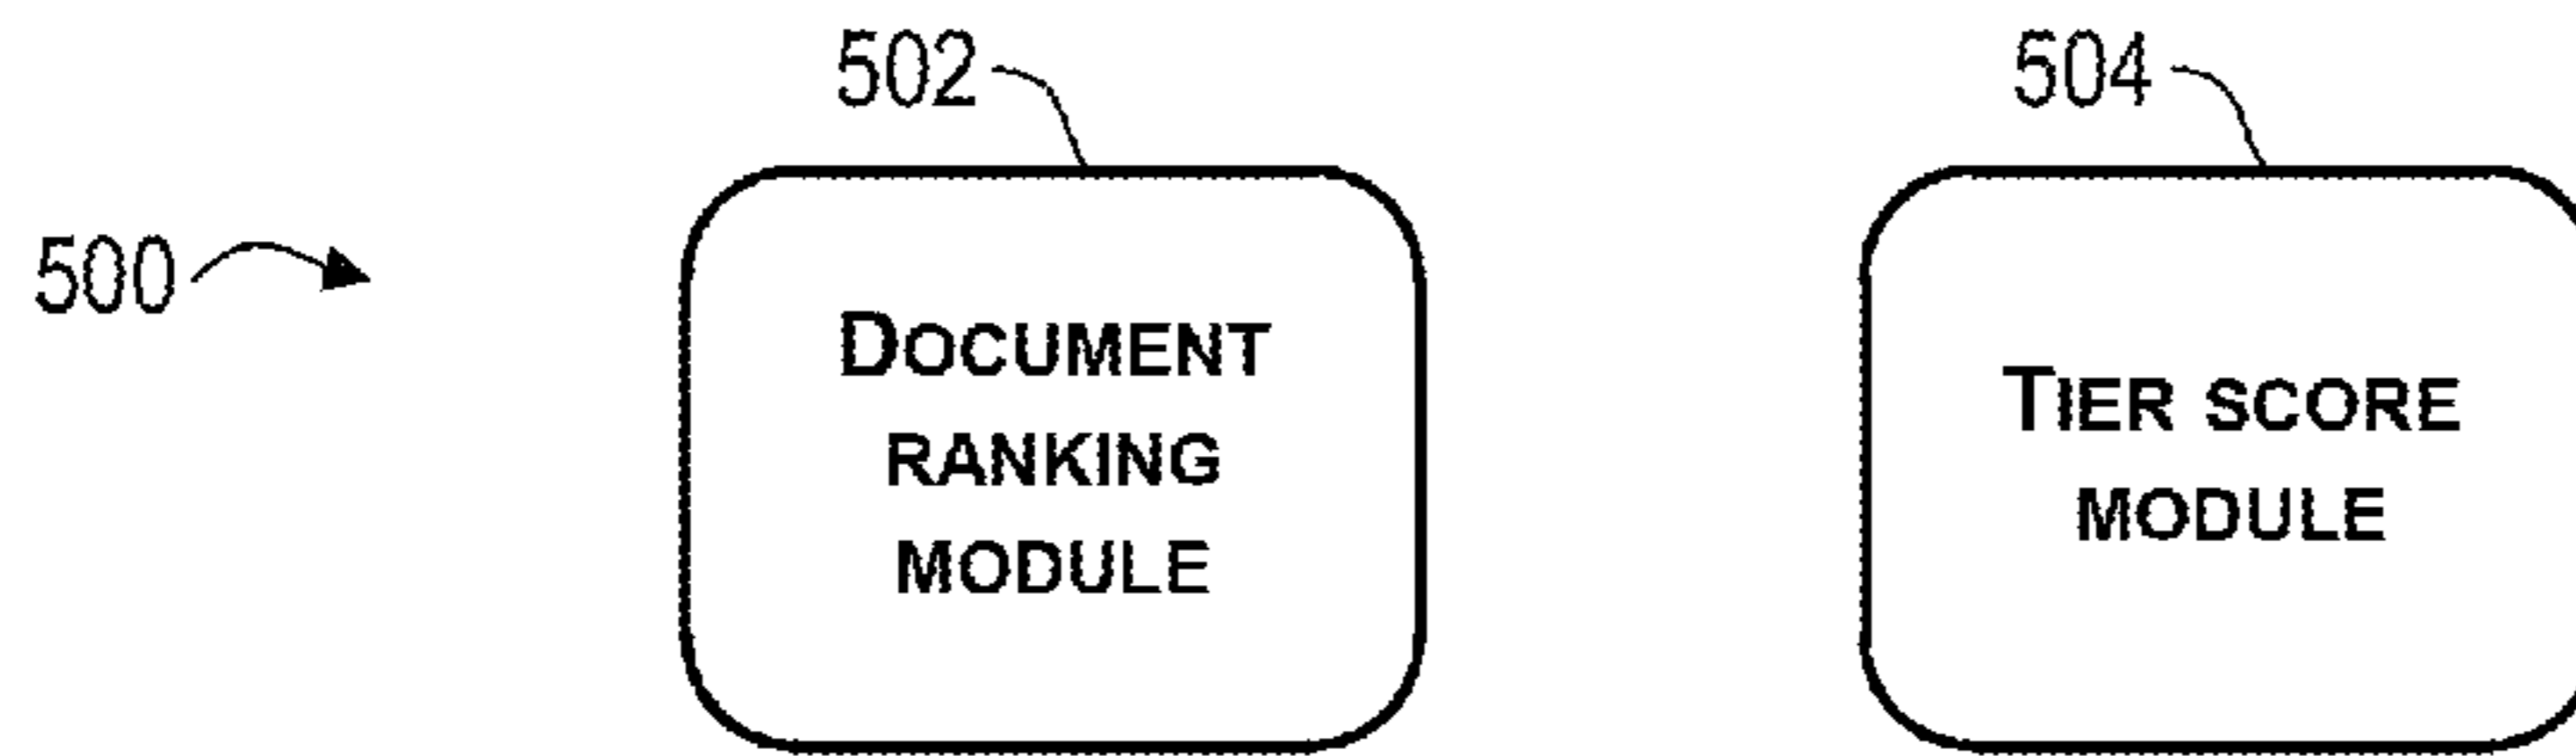 502
504
500
DOCUMENT
RANKING
MODULE
TIER SCORE
MODULE